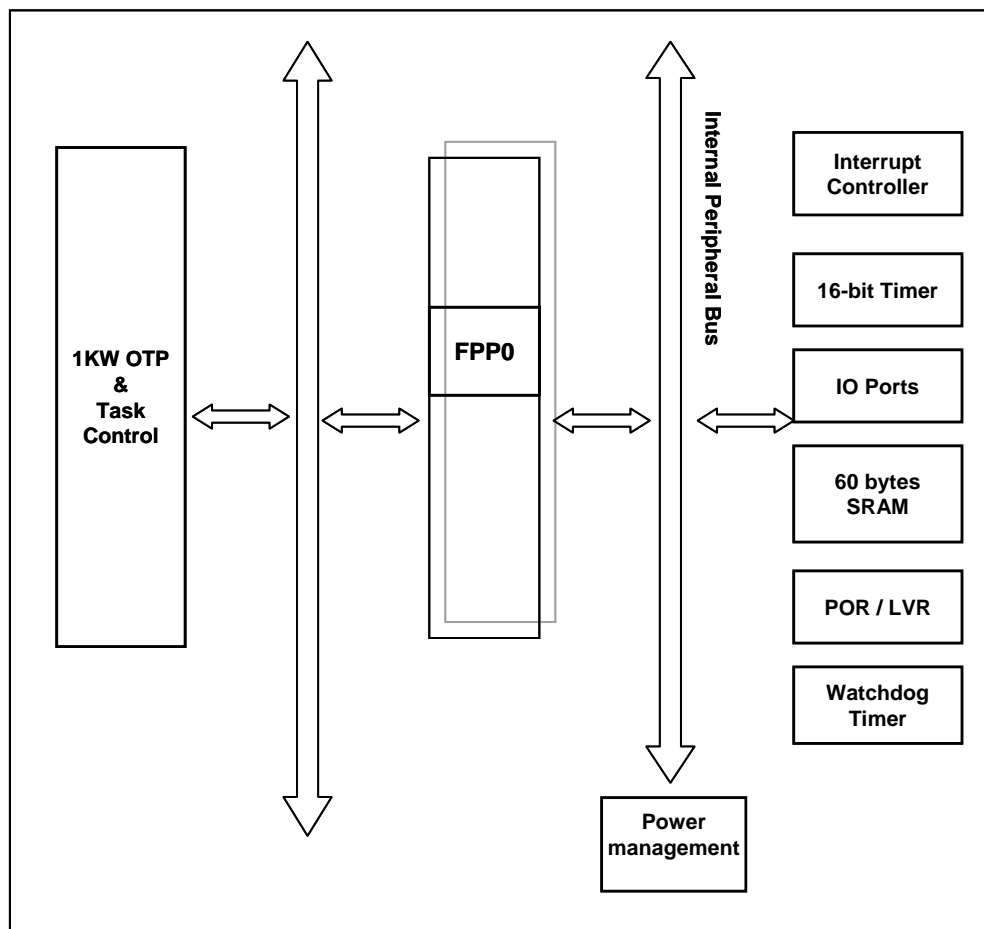 1KW OTP
&
Task
Control
FPP0
Internal Peripheral Bus
Interrupt
Controller
16-bit Timer
IO Ports
60 bytes
SRAM
POR / LVR
Watchdog
Timer
Power
management